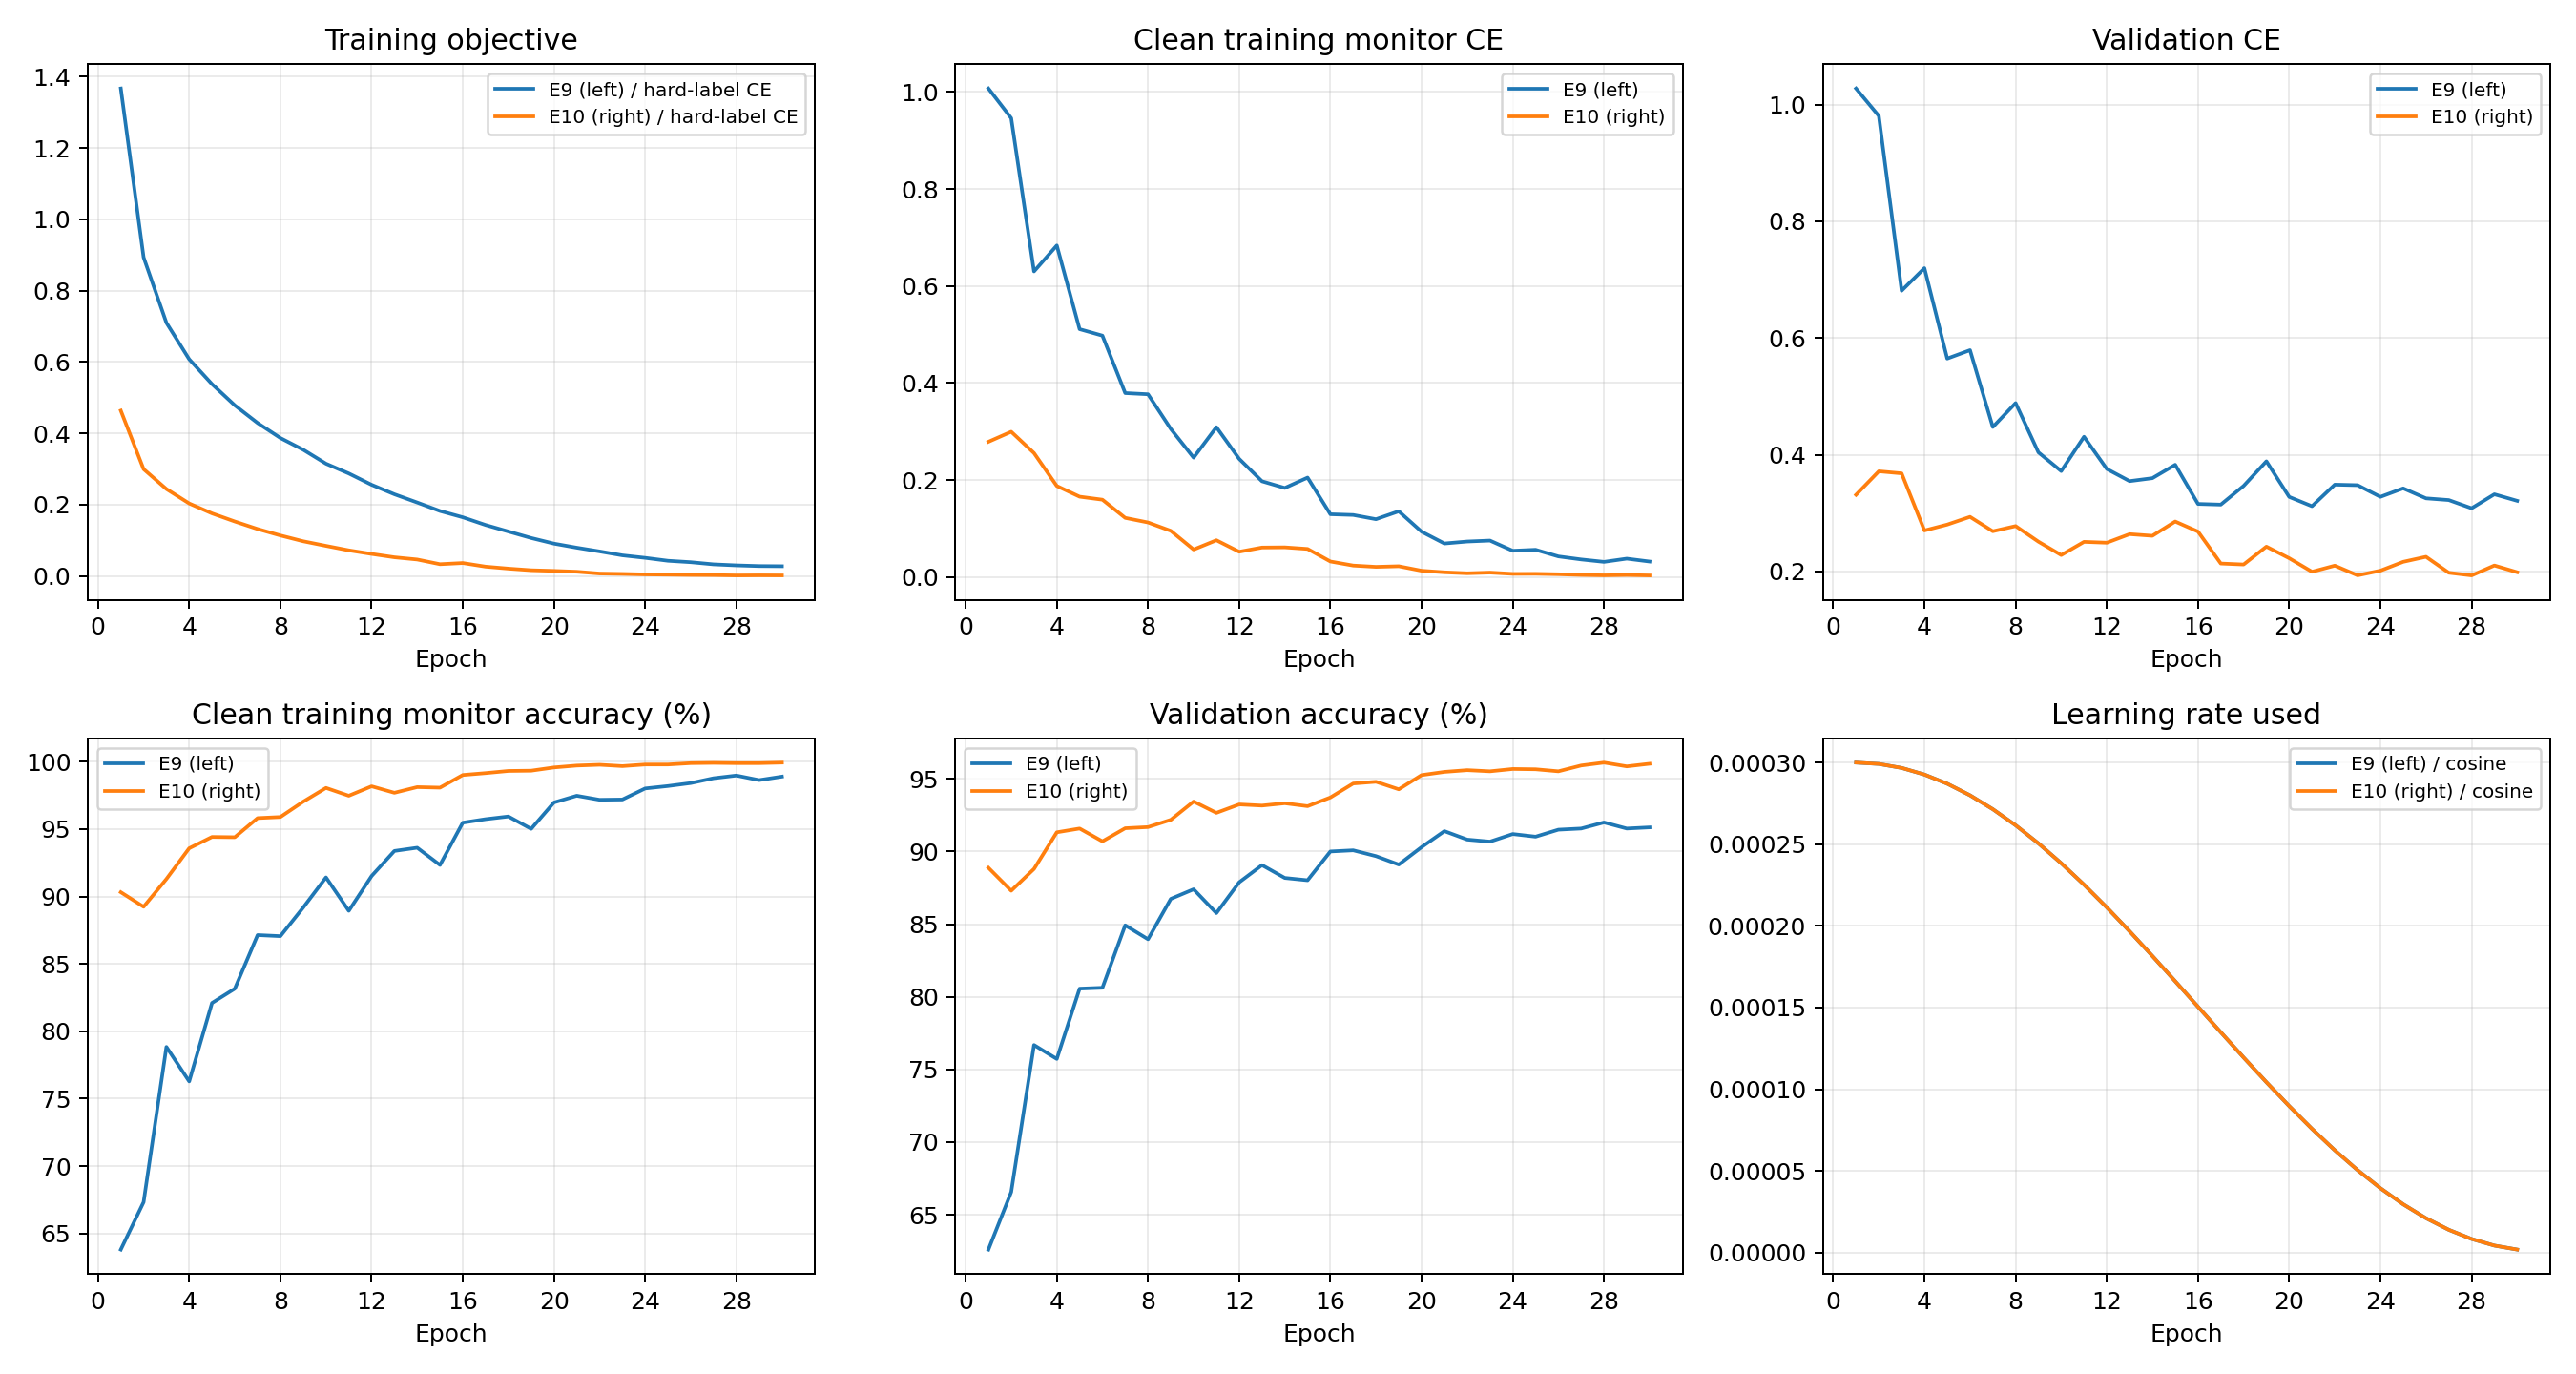 Training objective
1.4
1.2
1.0
0.8
0.6
0.4
0.2
0.0
E9 (left) / hard-label CE
E10 (right) / hard-label CE
0 4 8 12 16 20 24 28
Epoch
Clean training monitor CE
1.0
0.8
0.6
0.4
0.2
0.0
E9 (left)
E10 (right)
0 4 8 12 16 20 24 28
Epoch
Validation CE
1.0
0.8
0.6
0.4
0.2
E9 (left)
E10 (right)
0 4 8 12 16 20 24 28
Epoch
Clean training monitor accuracy (%)
100
95
90
85
80
75
70
65
E9 (left)
E10 (right)
0 4 8 12 16 20 24 28
Epoch
Validation accuracy (%)
95
90
85
80
75
70
65
E9 (left)
E10 (right)
0 4 8 12 16 20 24 28
Epoch
Learning rate used
0.00030
0.00025
0.00020
0.00015
0.00010
0.00005
0.00000
E9 (left) / cosine
E10 (right) / cosine
0 4 8 12 16 20 24 28
Epoch